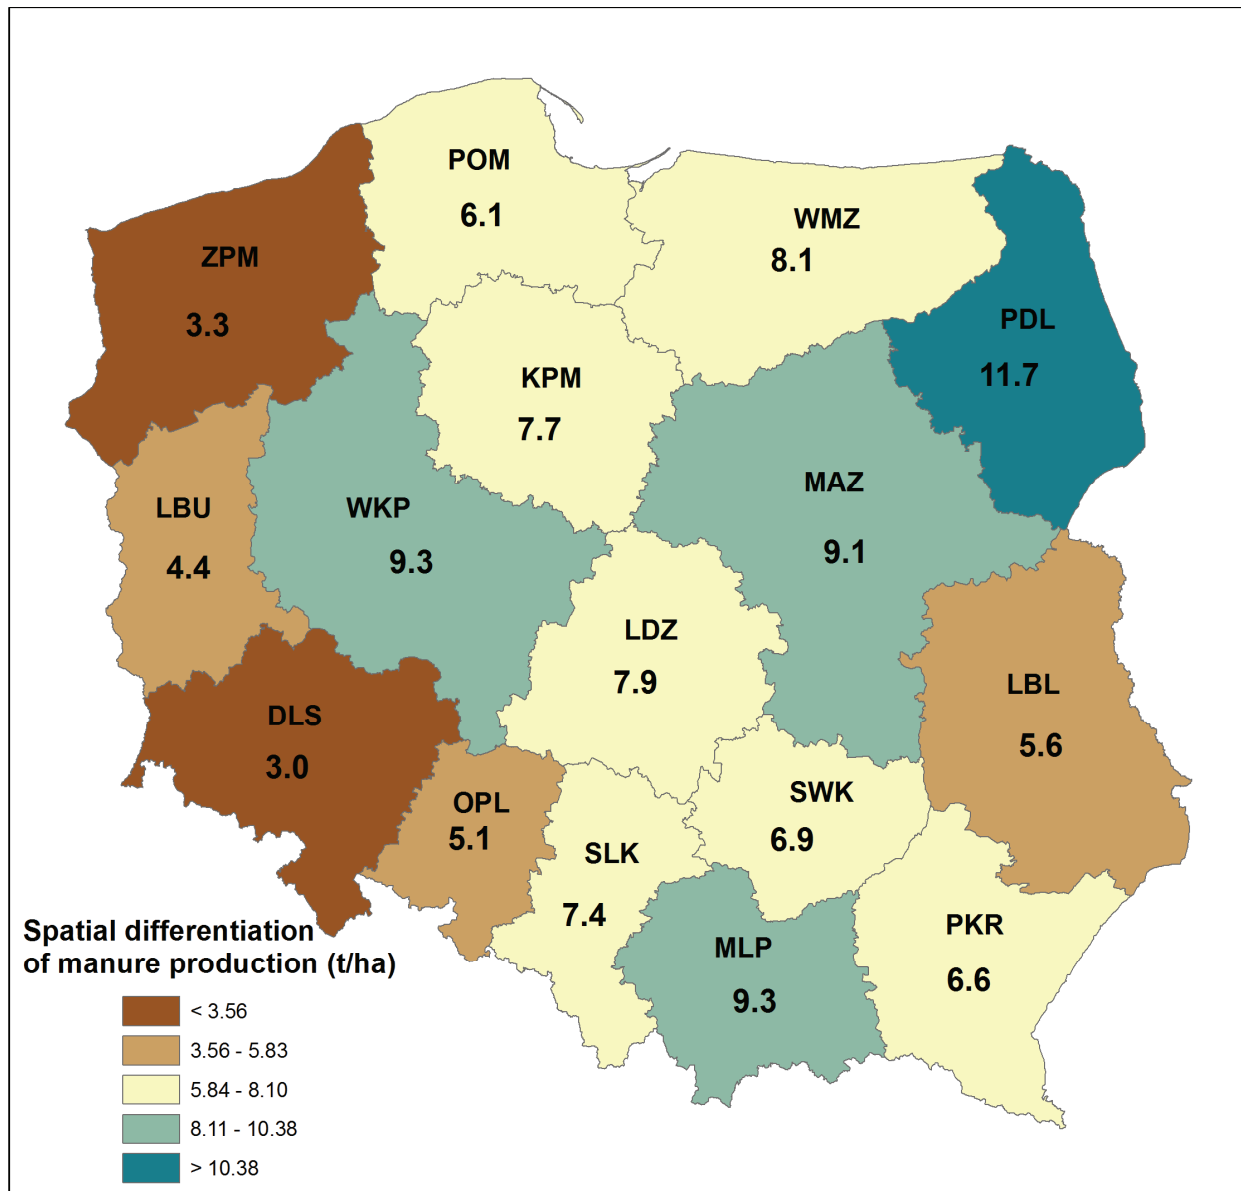 POM
6.1
WMZ
8.1
ZPM
3.3
PDL
11.7
KPM
7.7
MAZ
9.1
LBU
4.4
WKP
9.3
LDZ
7.9
LBL
5.6
DLS
3.0
OPL
5.1
SWK
6.9
SLK
7.4
MLP
9.3
PKR
6.6
Spatial differentiation
of manure production (t/ha)
< 3.56
3.56 - 5.83
5.84 - 8.10
8.11 - 10.38
> 10.38